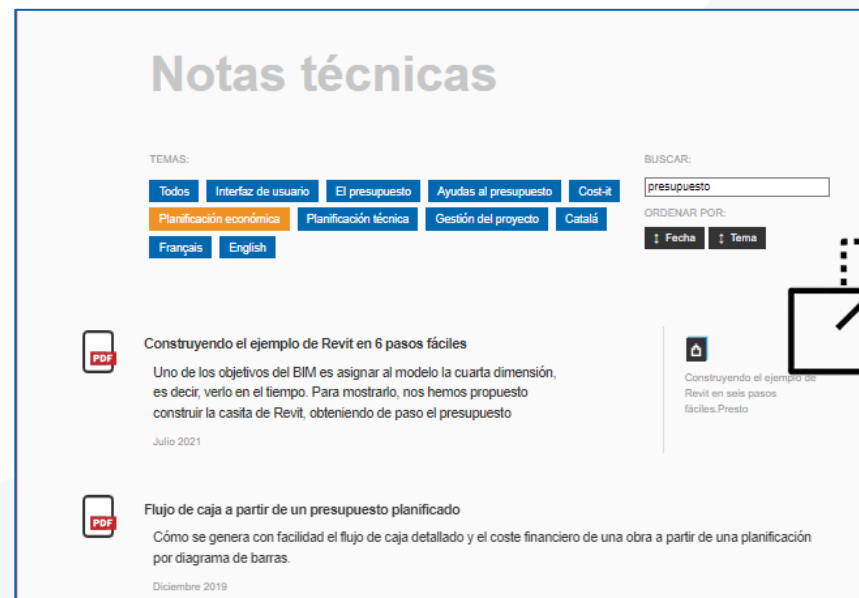 Notas técnicas
TEMAS:
Todos Interfaz de usuario El presupuesto Ayudas al presupuesto Cost-it
Planificación económica Planificación técnica Gestión del proyecto Catalá
Français English
BUSCAR:
presupuesto
ORDENAR POR:
Fecha Tema
PDF
Construyendo el ejemplo de Revit en 6 pasos fáciles
Uno de los objetivos del BIM es asignar al modelo la cuarta dimensión,
es decir, verlo en el tiempo. Para mostrarlo, nos hemos propuesto
construir la casita de Revit, obteniendo de paso el presupuesto
Julio 2021
Construyendo el ejemplo de
Revit en seis pasos
fáciles.Presto
PDF
Flujo de caja a partir de un presupuesto planificado
Cómo se genera con facilidad el flujo de caja detallado y el coste financiero de una obra a partir de una planificación
por diagrama de barras.
Diciembre 2019